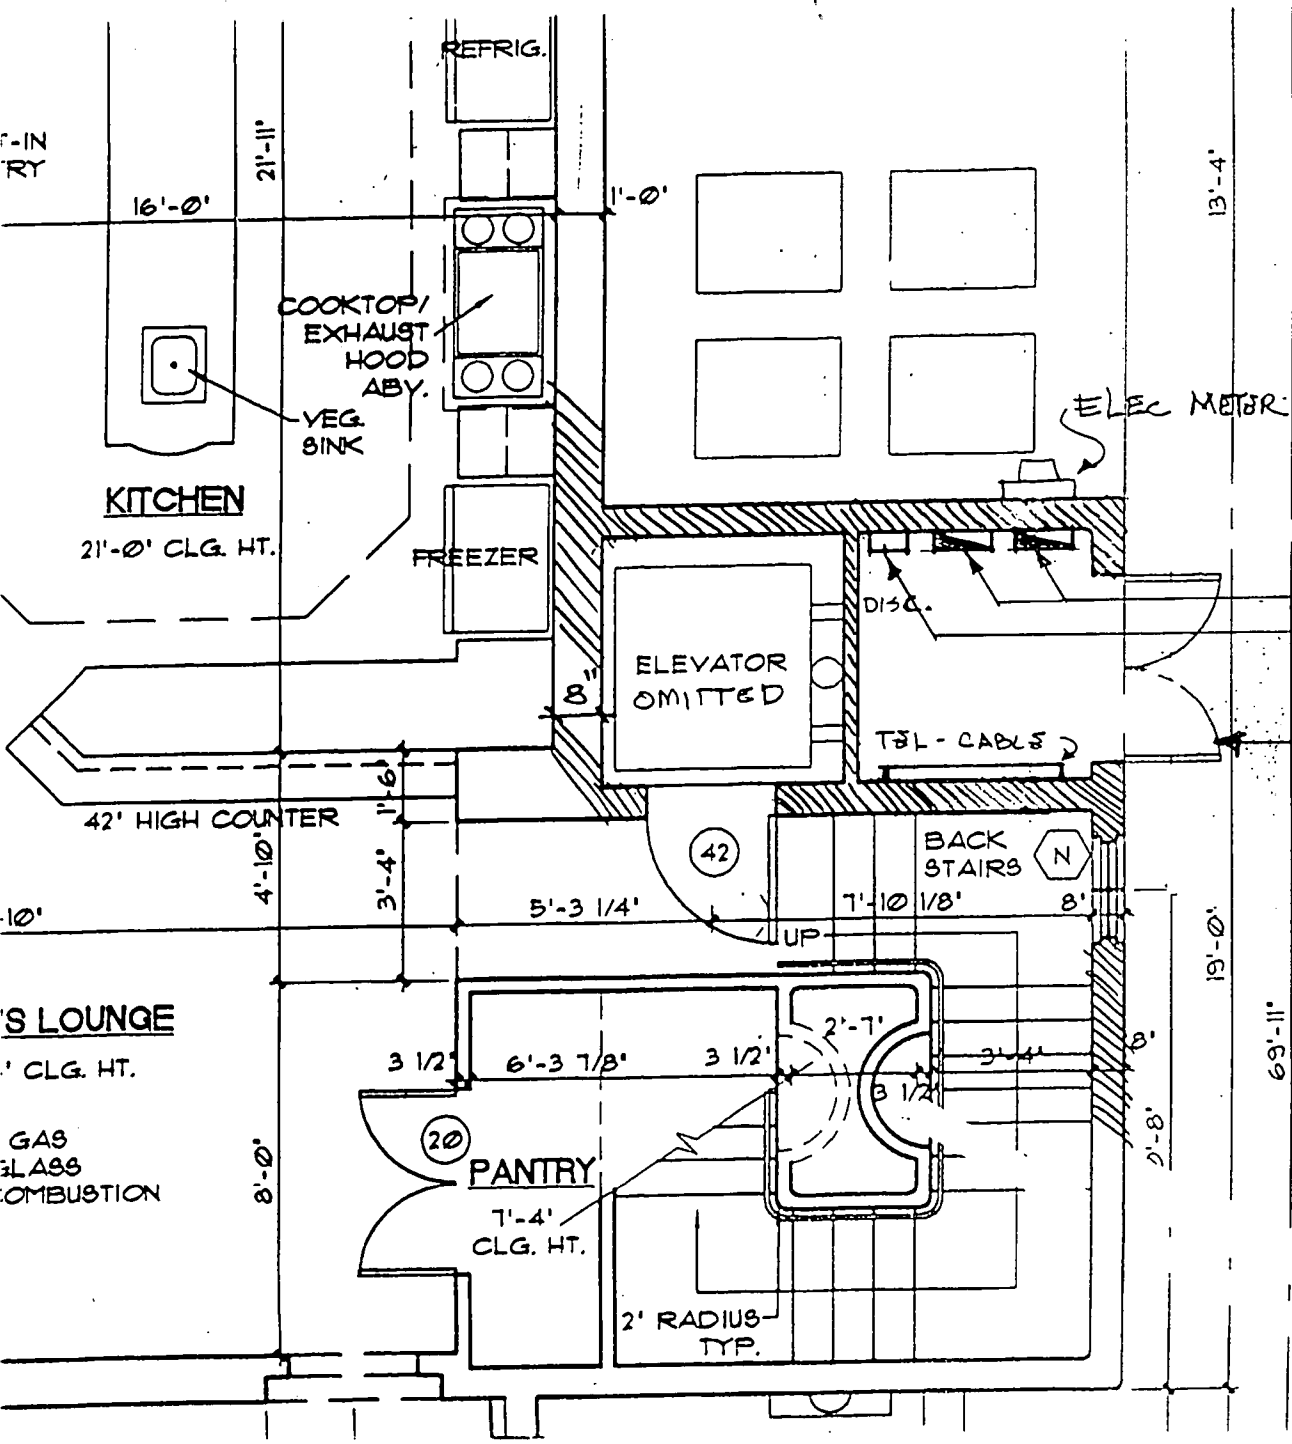 REFRIG.
T-IN
RY
21'-11"
13'-4"
16'-0"
1'-0"
COOKTOP/
EXHAUST
HOOD
ABV.
VEG.
SINK
ELEC METER
KITCHEN
21'-0" CLG. HT.
FREEZER
DISC.
ELEVATOR
OMITTED
8"
TEL - CABLE
1'-6"
42" HIGH COUNTER
4'-10"
3'-4"
42
BACK
STAIRS
N
-10"
5'-3 1/4"
7'-10 1/8"
8"
UP
19'-0"
'S LOUNGE
' CLG. HT.
2'-7"
3 1/2"
6'-3 7/8"
3 1/2"
3 1/2"
3'-4"
8"
69'-11"
GAS
GLASS
COMBUSTION
20
PANTRY
7'-4"
CLG. HT.
8'-0"
2" RADIUS
TYP.